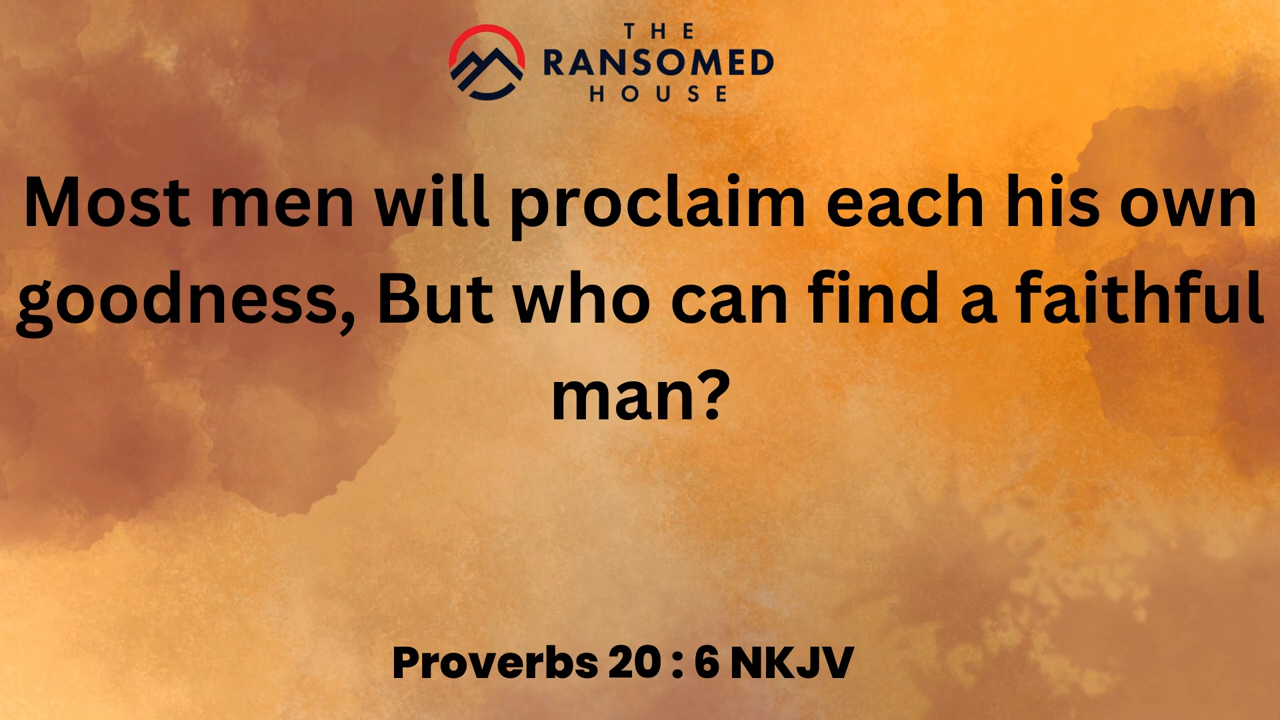 THE
RANSOMED
HOUSE
Most men will proclaim each his own
goodness, But who can find a faithful
man?
Proverbs 20 : 6 NKJV